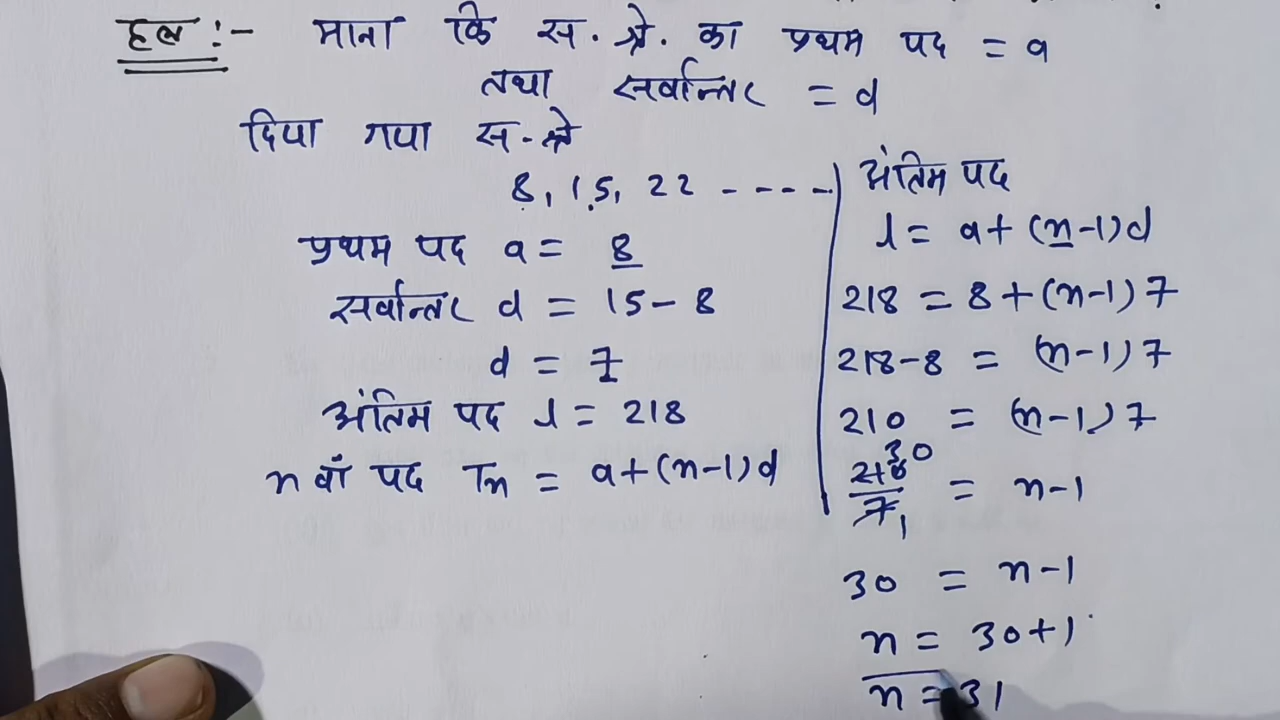 हल :- माना कि स. श्रे. का प्रथम पद = a
तथा सर्वान्तर = d
दिया गया स. श्रे
8, 15, 22 - - - -
प्रथम पद a = 8
सर्वान्तर d = 15 - 8
d = 7
अंतिम पद l = 218
n वाँ पद Tn = a + (n-1)d
अंतिम पद
l = a + (n-1)d
218 = 8 + (n-1) 7
218-8 = (n-1) 7
210 = (n-1) 7
30
210/7 1 = n-1
30 = n-1
n = 30+1
n = 31